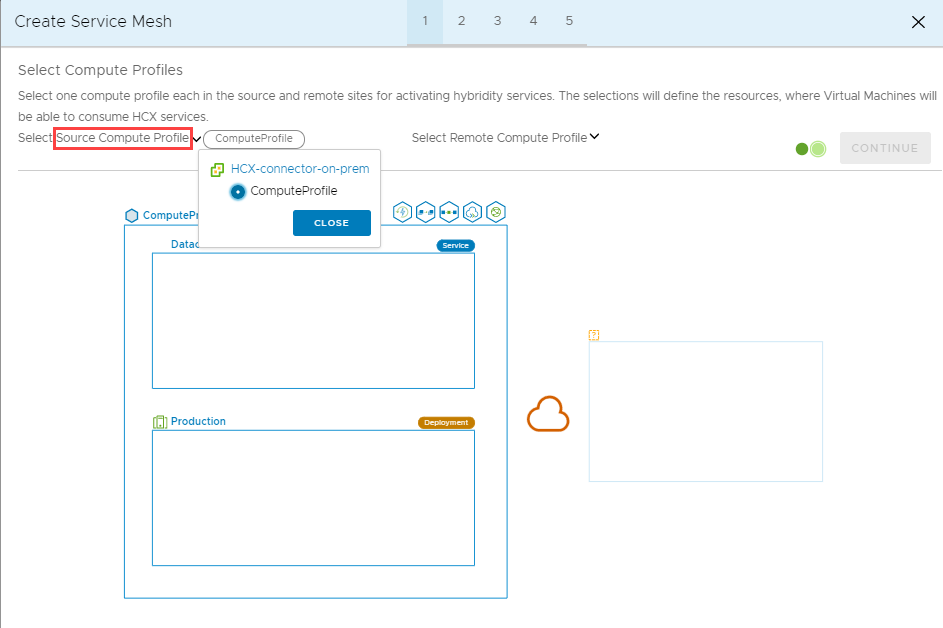 Create Service Mesh
1 2 3 4 5
Select Compute Profiles
Select one compute profile each in the source and remote sites for activating hybridity services. The selections will define the resources, where Virtual Machines will
be able to consume HCX services.
Select Source Compute Profile ComputeProfile Select Remote Compute Profile
CONTINUE
HCX-connector-on-prem
ComputeProfile
CLOSE
ComputePr
Datac Service
?
Production Deployment